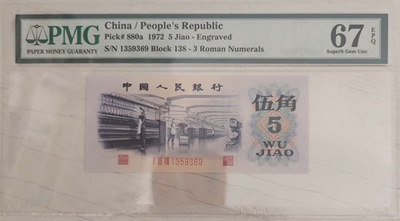 PMG
PAPER MONEY GUARANTY
China / People's Republic
Pick# 880a 1972 5 Jiao - Engraved
S/N 1359369 Block 138 - 3 Roman Numerals
67 EPQ
Superb Gem Unc
中国人民银行
伍角
5
WU
JIAO
1359369